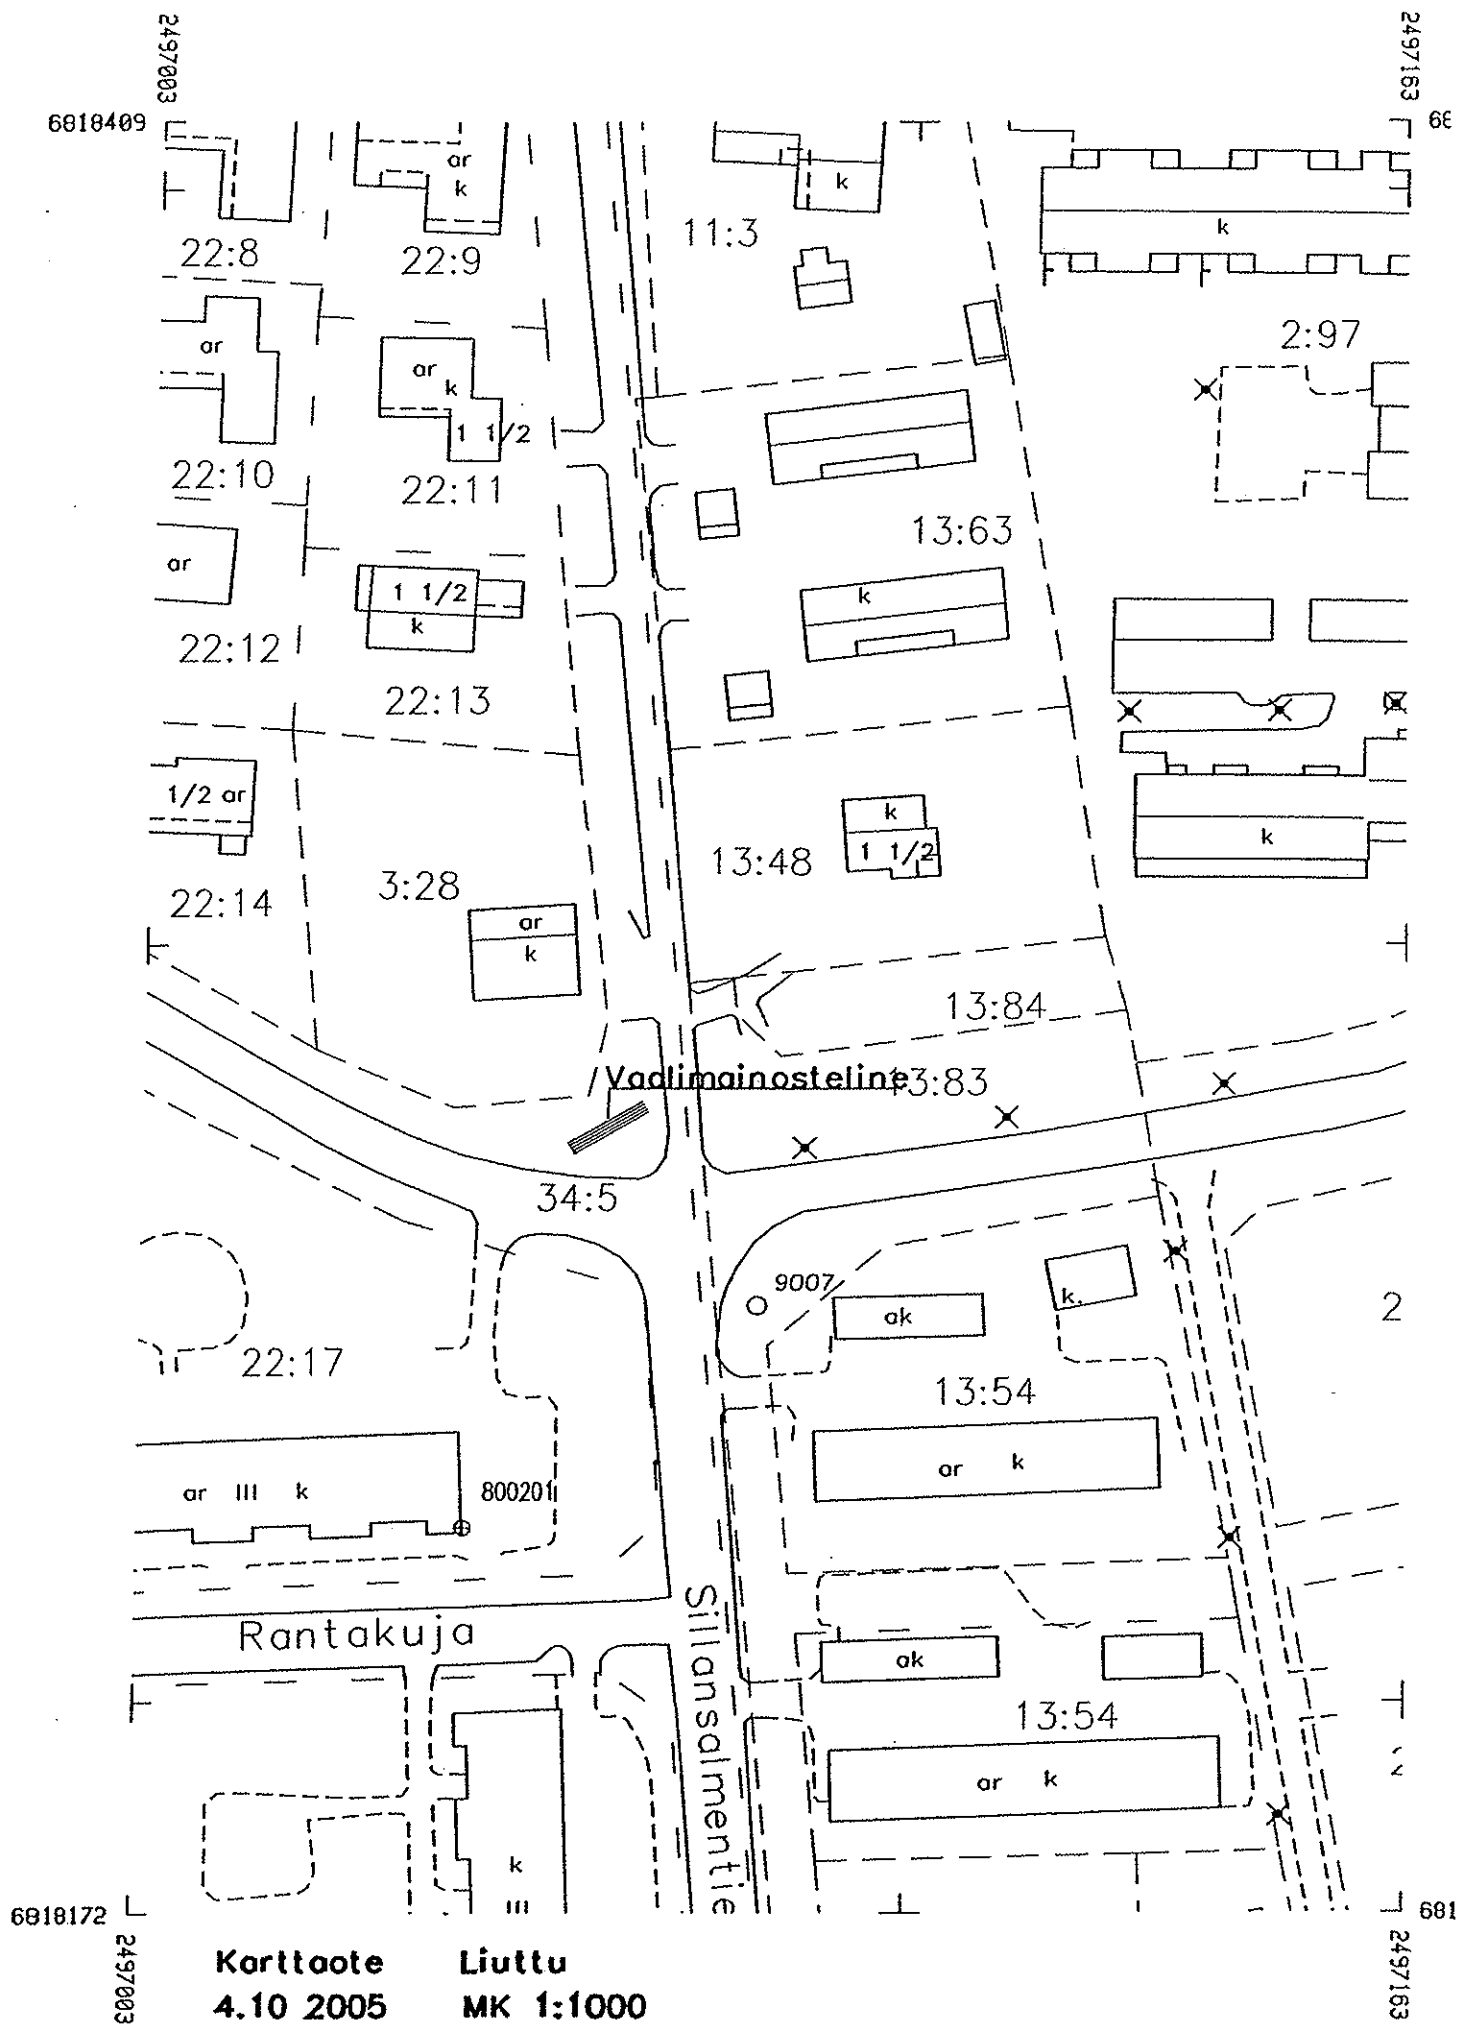 2497003
2497163
6818409
68
ar
k
k
k
22:8
22:9
11:3
2:97
ar
ar
k
1 1/2
22:10
22:11
13:63
ar
1 1/2
k
k
22:12
22:13
1/2 ar
k
1 1/2
k
13:48
3:28
22:14
ar
k
13:84
Vaalimainosteline
13:83
34:5
9007
k.
ak
2
22:17
13:54
ar k
ar III k
800201
Rantakuja
Sillansalmentie
ak
13:54
ar k
k
III
6818172
681
2497003
2497163
Karttaote Liuttu
4.10 2005 MK 1:1000